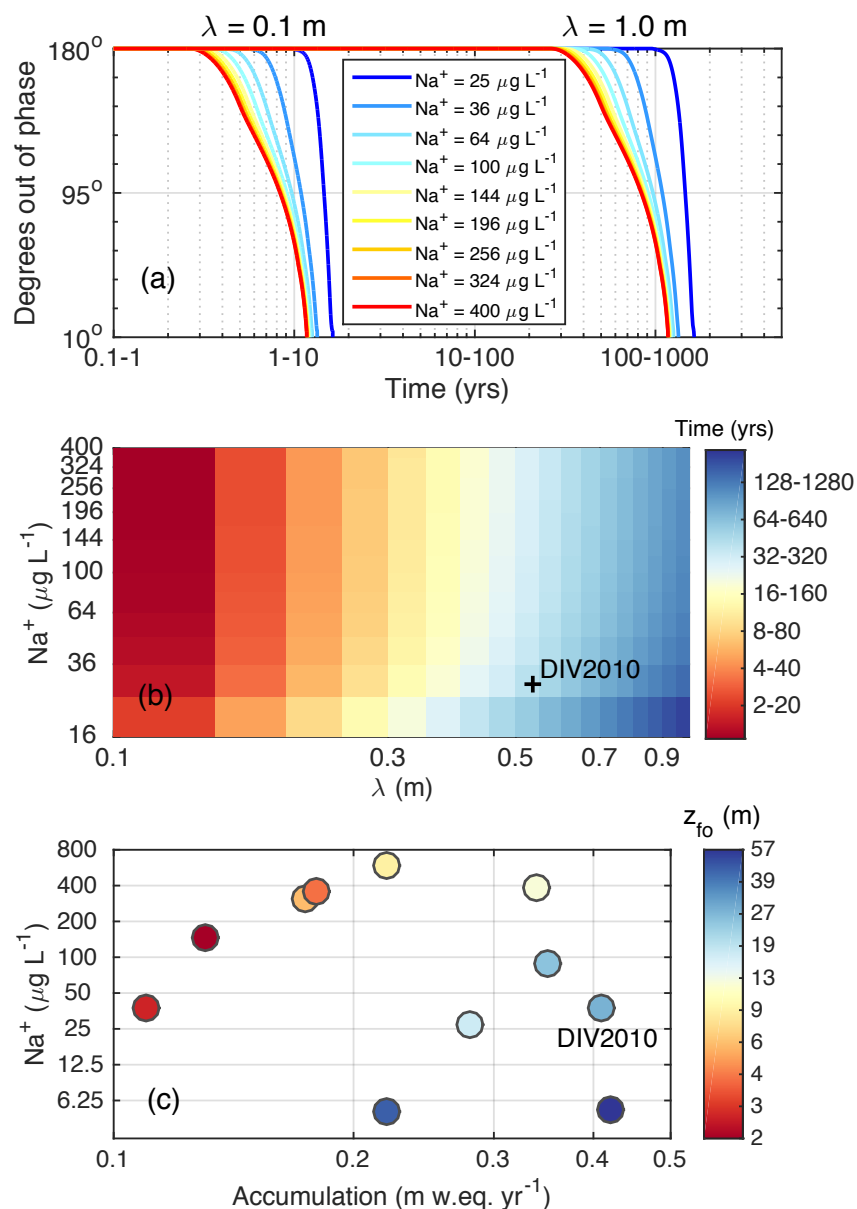 λ = 0.1 m λ = 1.0 m
180°
95°
10°
Degrees out of phase
(a)
Na⁺ = 25 μg L⁻¹
Na⁺ = 36 μg L⁻¹
Na⁺ = 64 μg L⁻¹
Na⁺ = 100 μg L⁻¹
Na⁺ = 144 μg L⁻¹
Na⁺ = 196 μg L⁻¹
Na⁺ = 256 μg L⁻¹
Na⁺ = 324 μg L⁻¹
Na⁺ = 400 μg L⁻¹
0.1-1 1-10 10-100 100-1000
Time (yrs)
Time (yrs)
400
324
256
196
144
100
64
36
16
Na⁺ (μg L⁻¹)
(b)
DIV2010
128-1280
64-640
32-320
16-160
8-80
4-40
2-20
0.1 0.3 0.5 0.7 0.9
λ (m)
z_fo (m)
800
400
200
100
50
25
12.5
6.25
Na⁺ (μg L⁻¹)
(c)
DIV2010
57
39
27
19
13
9
6
4
3
2
0.1 0.2 0.3 0.4 0.5
Accumulation (m w.eq. yr⁻¹)